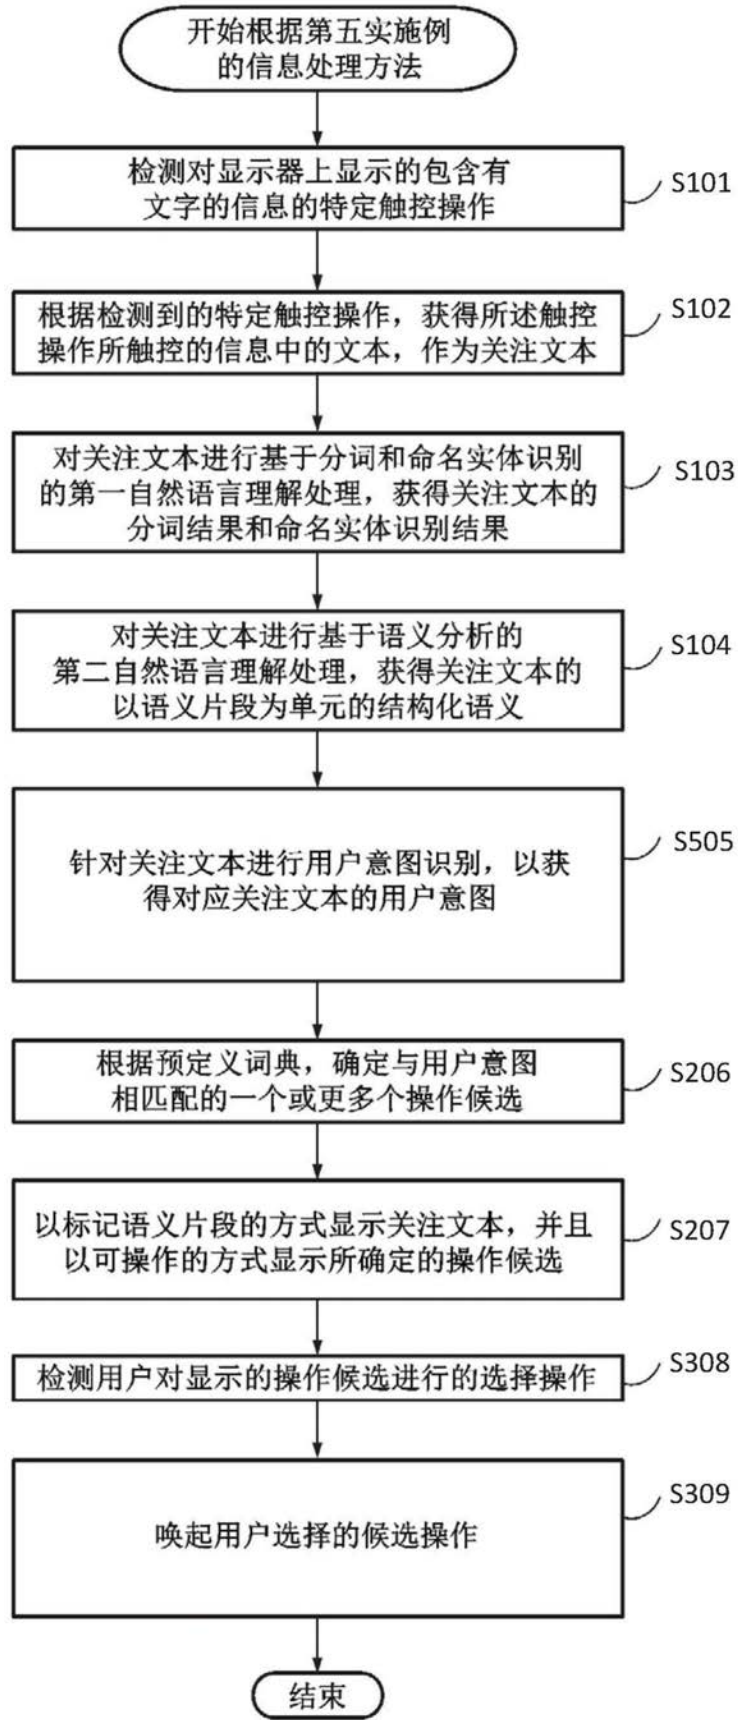 开始根据第五实施例
的信息处理方法
检测对显示器上显示的包含有
文字的信息的特定触控操作
S101
根据检测到的特定触控操作，获得所述触控
操作所触控的信息中的文本，作为关注文本
S102
对关注文本进行基于分词和命名实体识别
的第一自然语言理解处理，获得关注文本的
分词结果和命名实体识别结果
S103
对关注文本进行基于语义分析的
第二自然语言理解处理，获得关注文本的
以语义片段为单元的结构化语义
S104
针对关注文本进行用户意图识别，以获
得对应关注文本的用户意图
S505
根据预定义词典，确定与用户意图
相匹配的一个或更多个操作候选
S206
以标记语义片段的方式显示关注文本，并且
以可操作的方式显示所确定的操作候选
S207
检测用户对显示的操作候选进行的选择操作
S308
唤起用户选择的候选操作
S309
结束